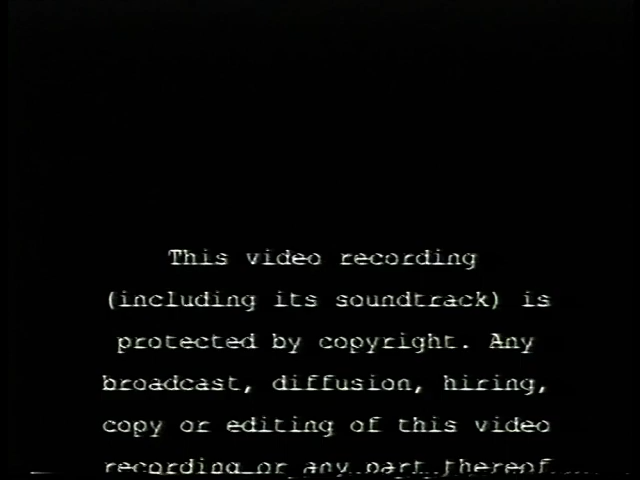 This video recording
(including its soundtrack) is
protected by copyright. Any
broadcast, diffusion, hiring,
copy or editing of this video
recording or any part thereof